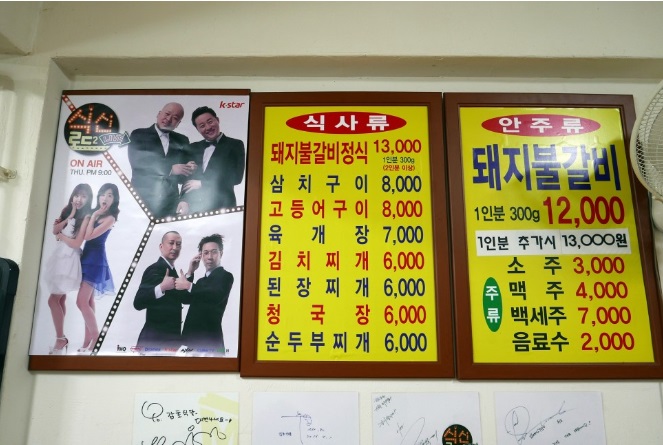 k-star
식신
로드2
ON AIR
THU. PM 9:00
식사류
돼지불갈비정식 13,000
1인분 300g
(2인분 이상)
삼치구이 8,000
고등어구이 8,000
육개장 7,000
김치찌개 6,000
된장찌개 6,000
청국장 6,000
순두부찌개 6,000
안주류
돼지불갈비
1인분 300g 12,000
1인분 추가시 13,000원
주류
소주 3,000
맥주 4,000
백세주 7,000
음료수 2,000
식신